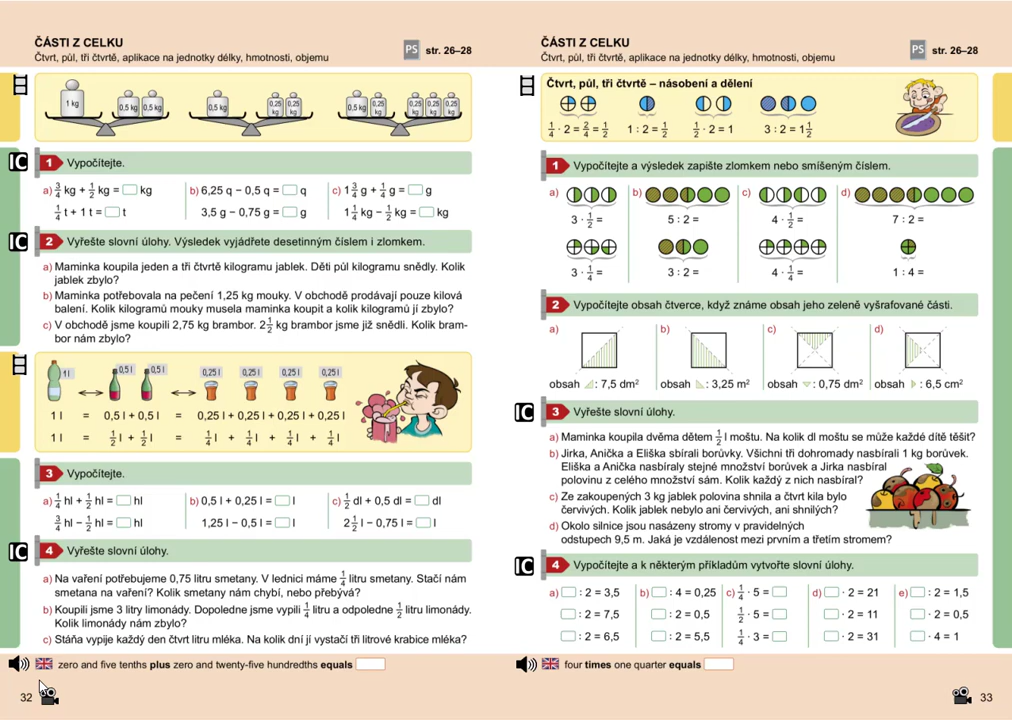 ČÁSTI Z CELKU
Čtvrt, půl, tři čtvrtě, aplikace na jednotky délky, hmotnosti, objemu
PS str. 26–28
1 kg 0,5 kg 0,5 kg 0,5 kg 0,25 kg 0,25 kg 0,5 kg 0,25 kg 0,25 kg 0,25 kg 0,25 kg
1 Vypočítejte.
a) 3/4 kg + 1/2 kg = □ kg b) 6,25 q – 0,5 q = □ q c) 1 3/4 g + 1/4 g = □ g
1/4 t + 1 t = □ t 3,5 g – 0,75 g = □ g 1 1/4 kg – 1/2 kg = □ kg
2 Vyřešte slovní úlohy. Výsledek vyjádřete desetinným číslem i zlomkem.
a) Maminka koupila jeden a tři čtvrtě kilogramu jablek. Děti půl kilogramu snědly. Kolik
jablek zbylo?
b) Maminka potřebovala na pečení 1,25 kg mouky. V obchodě prodávají pouze kilová
balení. Kolik kilogramů mouky musela maminka koupit a kolik kilogramů jí zbylo?
c) V obchodě jsme koupili 2,75 kg brambor. 2 1/2 kg brambor jsme již snědli. Kolik bram-
bor nám zbylo?
1 l 0,5 l 0,5 l 0,25 l 0,25 l 0,25 l 0,25 l
1 l = 0,5 l + 0,5 l = 0,25 l + 0,25 l + 0,25 l + 0,25 l
1 l = 1/2 l + 1/2 l = 1/4 l + 1/4 l + 1/4 l + 1/4 l
3 Vypočítejte.
a) 1/4 hl + 1/2 hl = □ hl b) 0,5 l + 0,25 l = □ l c) 1/2 dl + 0,5 dl = □ dl
3/4 hl – 1/2 hl = □ hl 1,25 l – 0,5 l = □ l 2 1/2 l – 0,75 l = □ l
4 Vyřešte slovní úlohy.
a) Na vaření potřebujeme 0,75 litru smetany. V lednici máme 1/4 litru smetany. Stačí nám
smetana na vaření? Kolik smetany nám chybí, nebo přebývá?
b) Koupili jsme 3 litry limonády. Dopoledne jsme vypili 1/4 litru a odpoledne 1/2 litru limonády.
Kolik limonády nám zbylo?
c) Stáňa vypije každý den čtvrt litru mléka. Na kolik dní jí vystačí tři litrové krabice mléka?
zero and five tenths plus zero and twenty-five hundredths equals
32
ČÁSTI Z CELKU
Čtvrt, půl, tři čtvrtě, aplikace na jednotky délky, hmotnosti, objemu
PS str. 26–28
Čtvrt, půl, tři čtvrtě – násobení a dělení
1/4 · 2 = 2/4 = 1/2 1 : 2 = 1/2 1/2 · 2 = 1 3 : 2 = 1 1/2
1 Vypočítejte a výsledek zapište zlomkem nebo smíšeným číslem.
a) b) c) d)
3 · 1/2 = 5 : 2 = 4 · 1/2 = 7 : 2 =
3 · 1/4 = 3 : 2 = 4 · 1/4 = 1 : 4 =
2 Vypočítejte obsah čtverce, když známe obsah jeho zeleně vyšrafované části.
a) b) c) d)
obsah : 7,5 dm² obsah : 3,25 m² obsah : 0,75 dm² obsah : 6,5 cm²
3 Vyřešte slovní úlohy.
a) Maminka koupila dvěma dětem 1/2 l moštu. Na kolik dl moštu se může každé dítě těšit?
b) Jirka, Anička a Eliška sbírali borůvky. Všichni tři dohromady nasbírali 1 kg borůvek.
Eliška a Anička nasbíraly stejné množství borůvek a Jirka nasbíral
polovinu z celého množství sám. Kolik každý z nich nasbíral?
c) Ze zakoupených 3 kg jablek polovina shnila a čtvrt kila bylo
červivých. Kolik jablek nebylo ani červivých, ani shnilých?
d) Okolo silnice jsou nasázeny stromy v pravidelných
odstupech 9,5 m. Jaká je vzdálenost mezi prvním a třetím stromem?
4 Vypočítejte a k některým příkladům vytvořte slovní úlohy.
a) □ : 2 = 3,5 b) □ : 4 = 0,25 c) 1/4 · 5 = □ d) □ · 2 = 21 e) □ : 2 = 1,5
□ : 2 = 7,5 □ : 2 = 0,5 1/2 · 5 = □ □ · 2 = 11 □ · 2 = 0,5
□ : 2 = 6,5 □ : 2 = 5,5 1/4 · 3 = □ □ · 2 = 31 □ · 4 = 1
four times one quarter equals
33